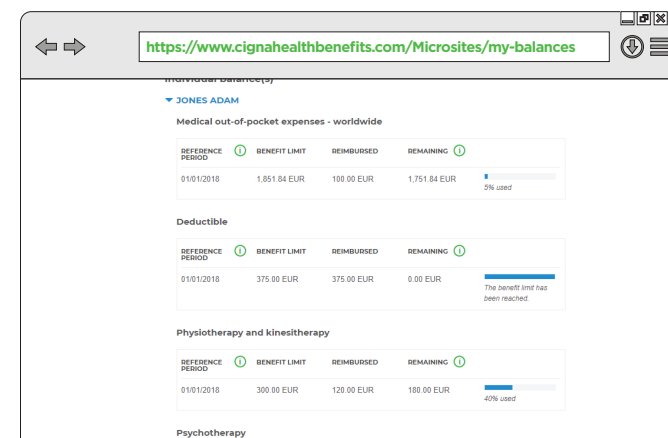 https://www.cignahealthbenefits.com/Microsites/my-balances
Individual balance(s)
JONES ADAM
Medical out-of-pocket expenses - worldwide
REFERENCE PERIOD BENEFIT LIMIT REIMBURSED REMAINING
01/01/2018 1,851.84 EUR 100.00 EUR 1,751.84 EUR
5% used
Deductible
REFERENCE PERIOD BENEFIT LIMIT REIMBURSED REMAINING
01/01/2018 375.00 EUR 375.00 EUR 0.00 EUR
The benefit limit has
been reached.
Physiotherapy and kinesitherapy
REFERENCE PERIOD BENEFIT LIMIT REIMBURSED REMAINING
01/01/2018 300.00 EUR 120.00 EUR 180.00 EUR
40% used
Psychotherapy